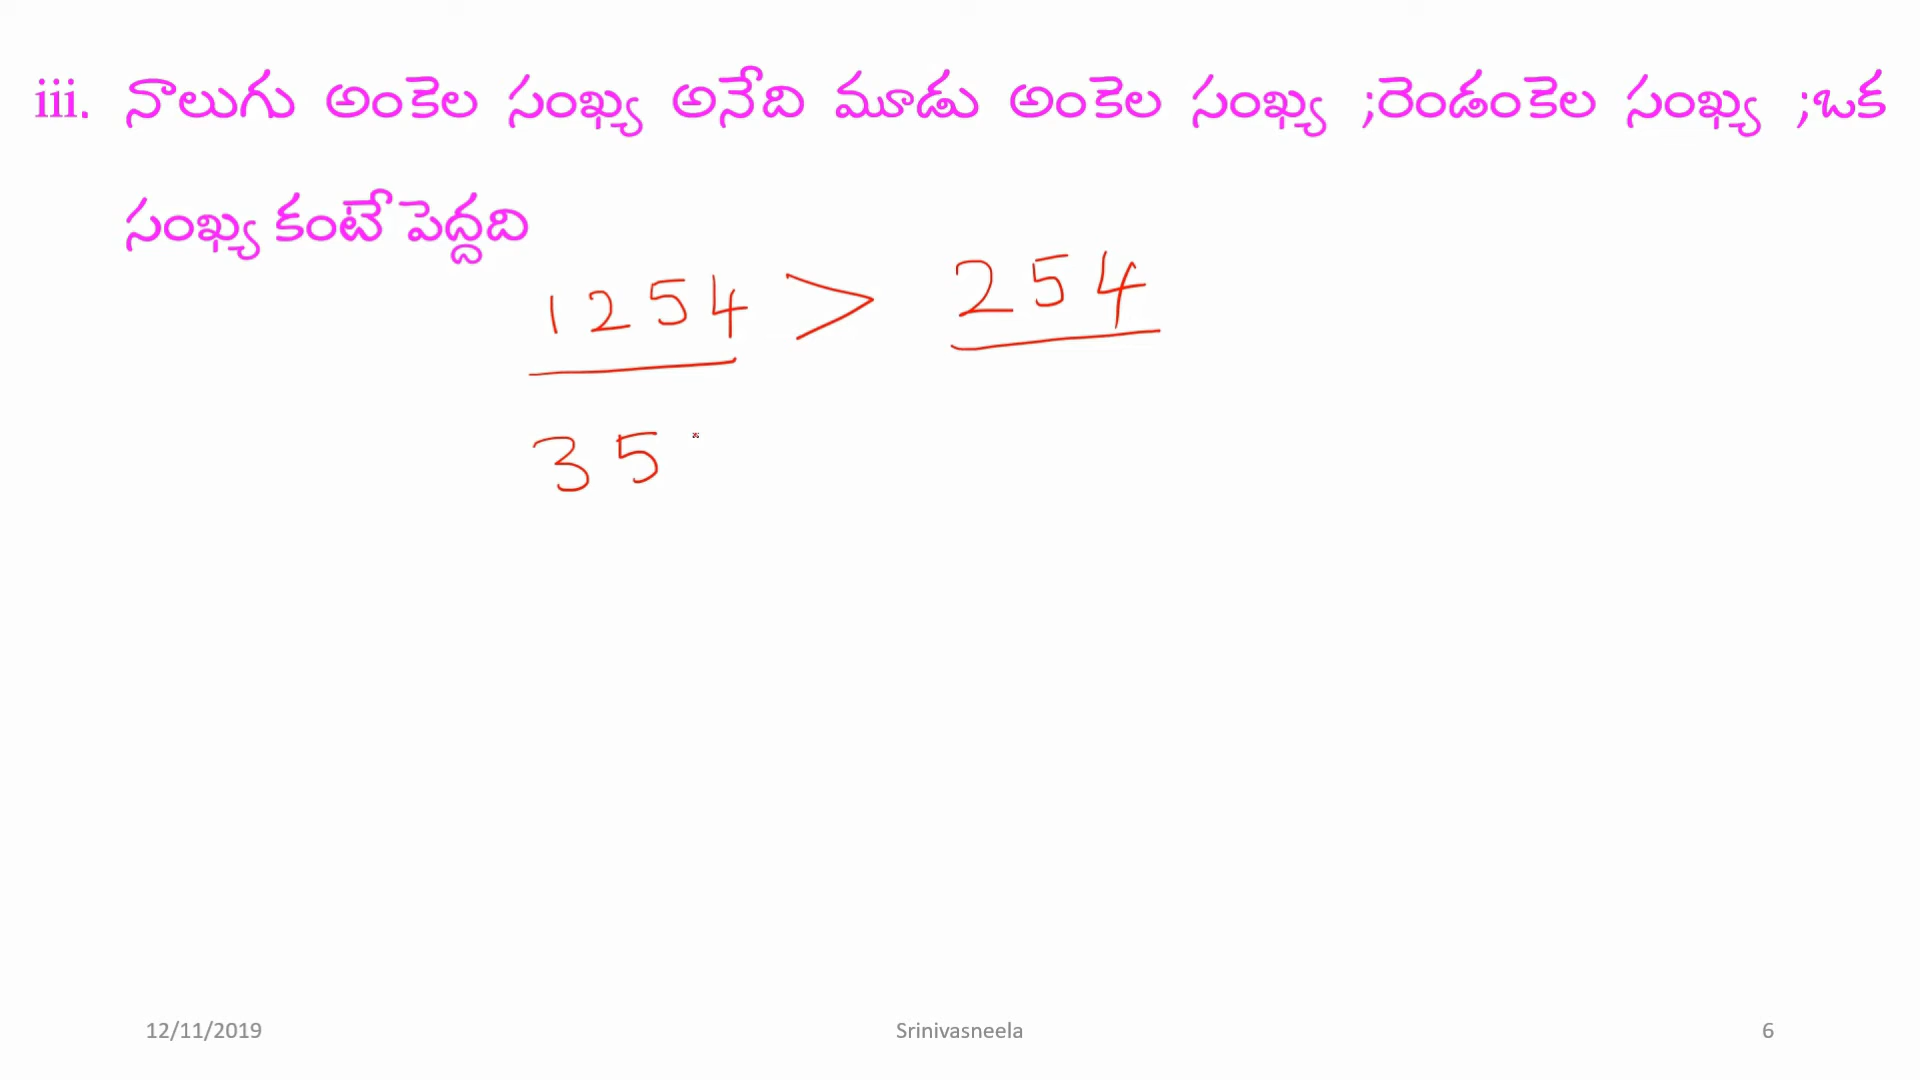 iii. నాలుగు అంకెల సంఖ్య అనేది మూడు అంకెల సంఖ్య ;రెండంకెల సంఖ్య ;ఒక
సంఖ్య కంటే పెద్దది
1254 > 254
35
12/11/2019 Srinivasneela 6